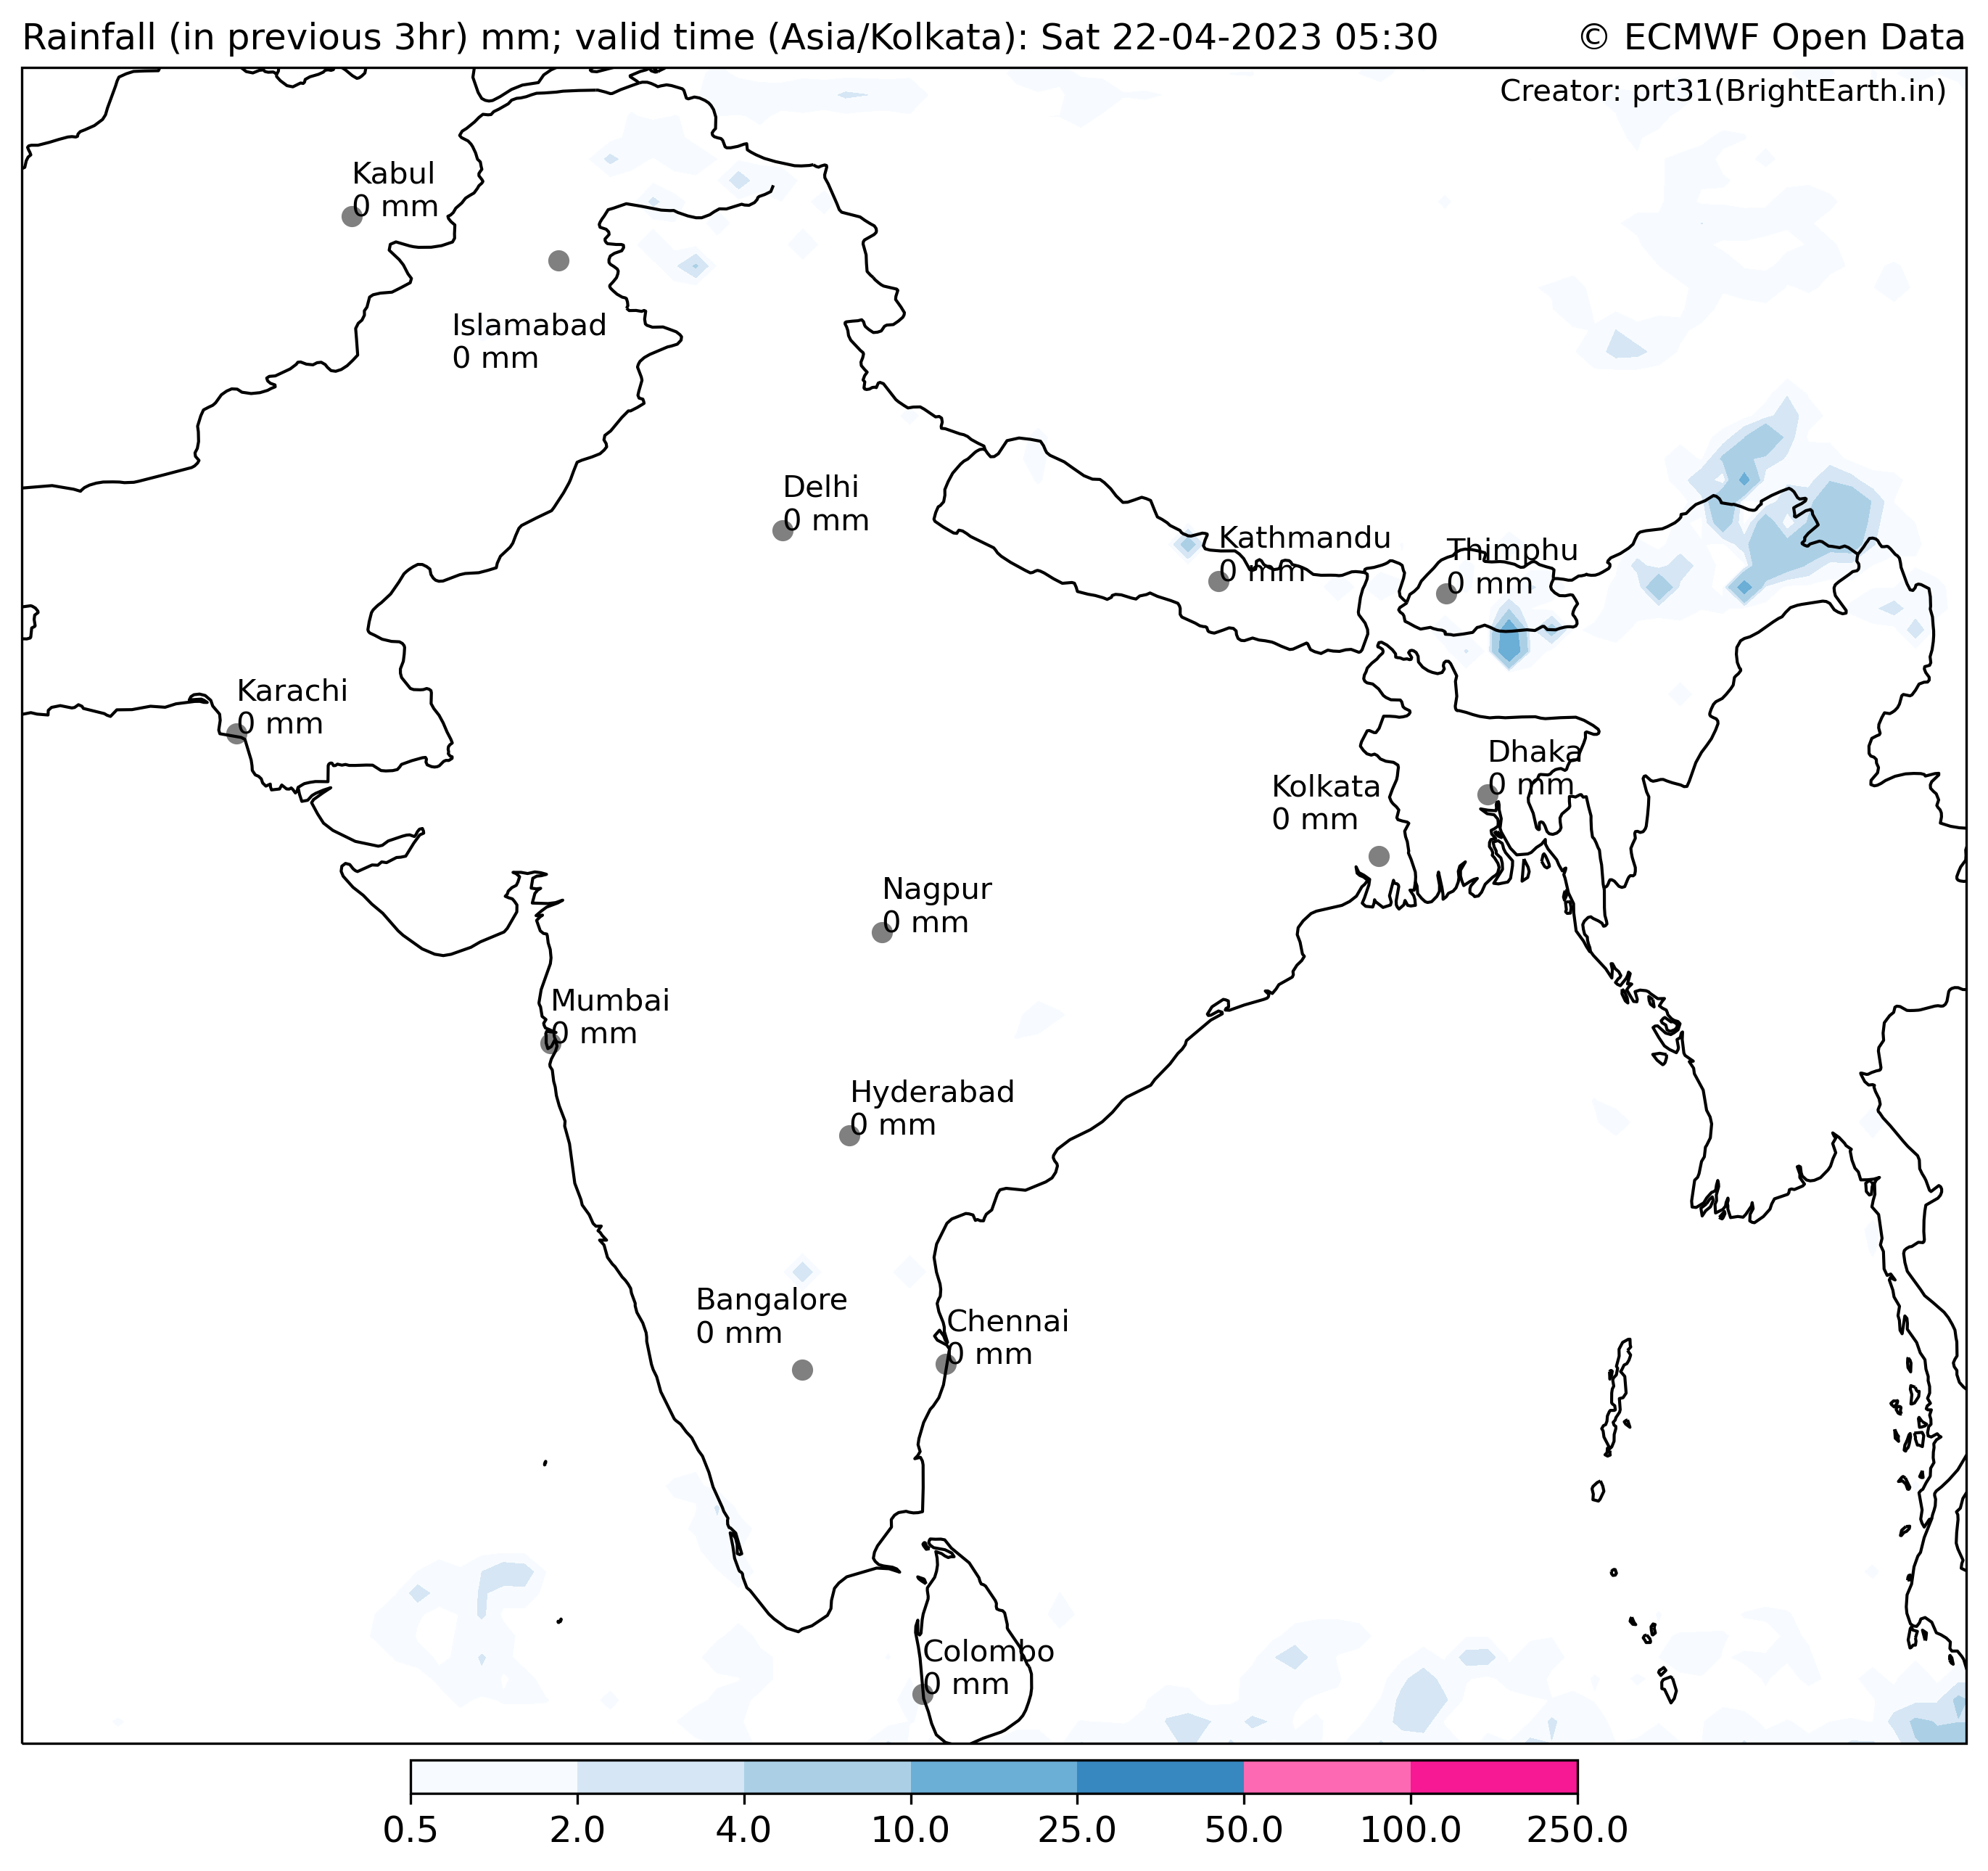 Rainfall (in previous 3hr) mm; valid time (Asia/Kolkata): Sat 22-04-2023 05:30
© ECMWF Open Data
Creator: prt31(BrightEarth.in)
Kabul
0 mm
Islamabad
0 mm
Delhi
0 mm
Kathmandu
0 mm
Thimphu
0 mm
Karachi
0 mm
Dhaka
0 mm
Kolkata
0 mm
Nagpur
0 mm
Mumbai
0 mm
Hyderabad
0 mm
Bangalore
0 mm
Chennai
0 mm
Colombo
0 mm
0.5 2.0 4.0 10.0 25.0 50.0 100.0 250.0